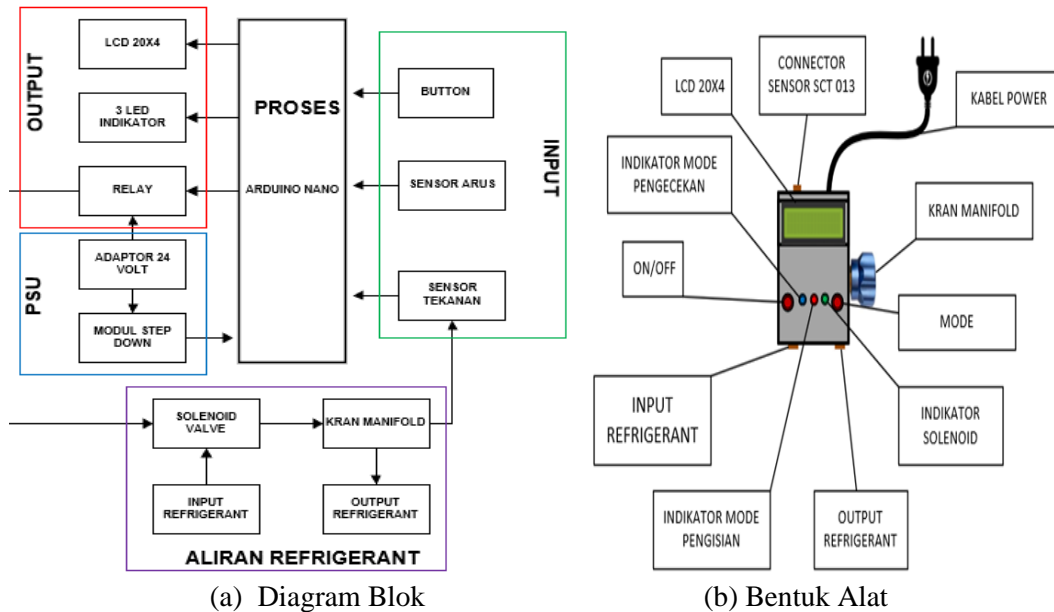 OUTPUT
LCD 20X4
3 LED
INDIKATOR
RELAY
PSU
ADAPTOR 24
VOLT
MODUL STEP
DOWN
PROSES
ARDUINO NANO
INPUT
BUTTON
SENSOR ARUS
SENSOR
TEKANAN
SOLENOID
VALVE
KRAN MANIFOLD
INPUT
REFRIGERANT
OUTPUT
REFRIGERANT
ALIRAN REFRIGERANT
(a) Diagram Blok
LCD 20X4
CONNECTOR
SENSOR SCT 013
KABEL POWER
INDIKATOR MODE
PENGECEKAN
KRAN MANIFOLD
ON/OFF
MODE
INPUT
REFRIGERANT
INDIKATOR
SOLENOID
INDIKATOR MODE
PENGISIAN
OUTPUT
REFRIGERANT
(b) Bentuk Alat